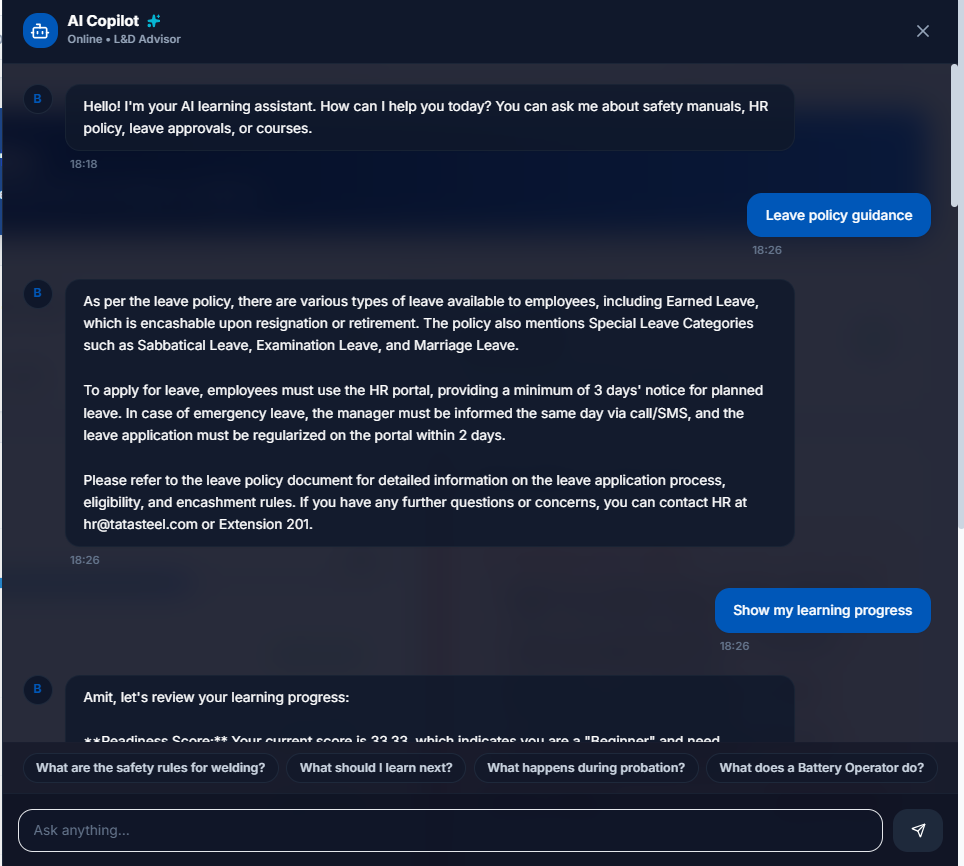 AI Copilot
Online • L&D Advisor
B
Hello! I'm your AI learning assistant. How can I help you today? You can ask me about safety manuals, HR
policy, leave approvals, or courses.
18:18
Leave policy guidance
18:26
B
As per the leave policy, there are various types of leave available to employees, including Earned Leave,
which is encashable upon resignation or retirement. The policy also mentions Special Leave Categories
such as Sabbatical Leave, Examination Leave, and Marriage Leave.
To apply for leave, employees must use the HR portal, providing a minimum of 3 days' notice for planned
leave. In case of emergency leave, the manager must be informed the same day via call/SMS, and the
leave application must be regularized on the portal within 2 days.
Please refer to the leave policy document for detailed information on the leave application process,
eligibility, and encashment rules. If you have any further questions or concerns, you can contact HR at
hr@tatasteel.com or Extension 201.
18:26
Show my learning progress
18:26
B
Amit, let's review your learning progress:
**Readiness Score:** Your current score is 33.33, which indicates you are a "Beginner" and need
What are the safety rules for welding?
What should I learn next?
What happens during probation?
What does a Battery Operator do?
Ask anything...